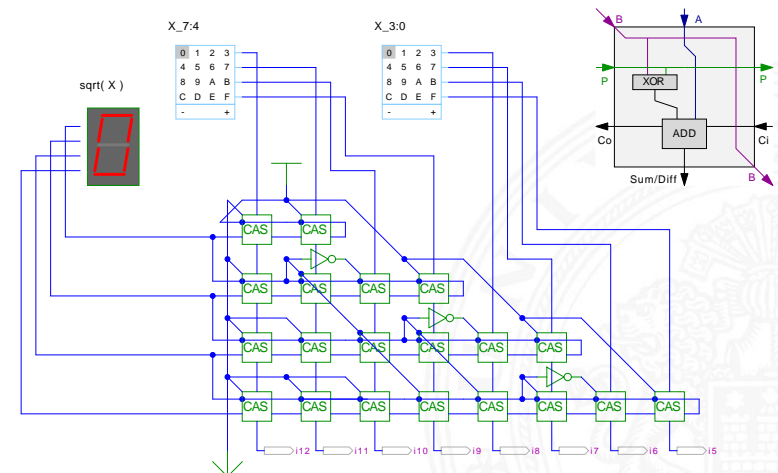 X_7:4
X_3:0
0 1 2 3
4 5 6 7
8 9 A B
C D E F
- +
0 1 2 3
4 5 6 7
8 9 A B
C D E F
- +
sqrt( X )
0
B
A
P
P
XOR
ADD
Co
Ci
Sum/Diff
B
CAS CAS
CAS CAS CAS CAS
CAS CAS CAS CAS CAS CAS
CAS CAS CAS CAS CAS CAS CAS CAS
i12 i11 i10 i9 i8 i7 i6 i5